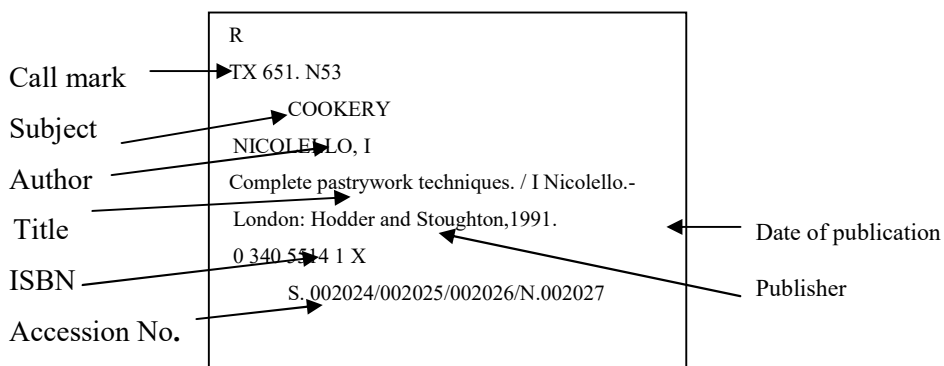 R
Call mark
TX 651. N53
COOKERY
Subject
NICOLELLO, I
Author
Complete pastrywork techniques. / I Nicolello.-
Title
London: Hodder and Stoughton,1991.
Date of publication
0 340 5514 1 X
ISBN
Publisher
S. 002024/002025/002026/N.002027
Accession No.